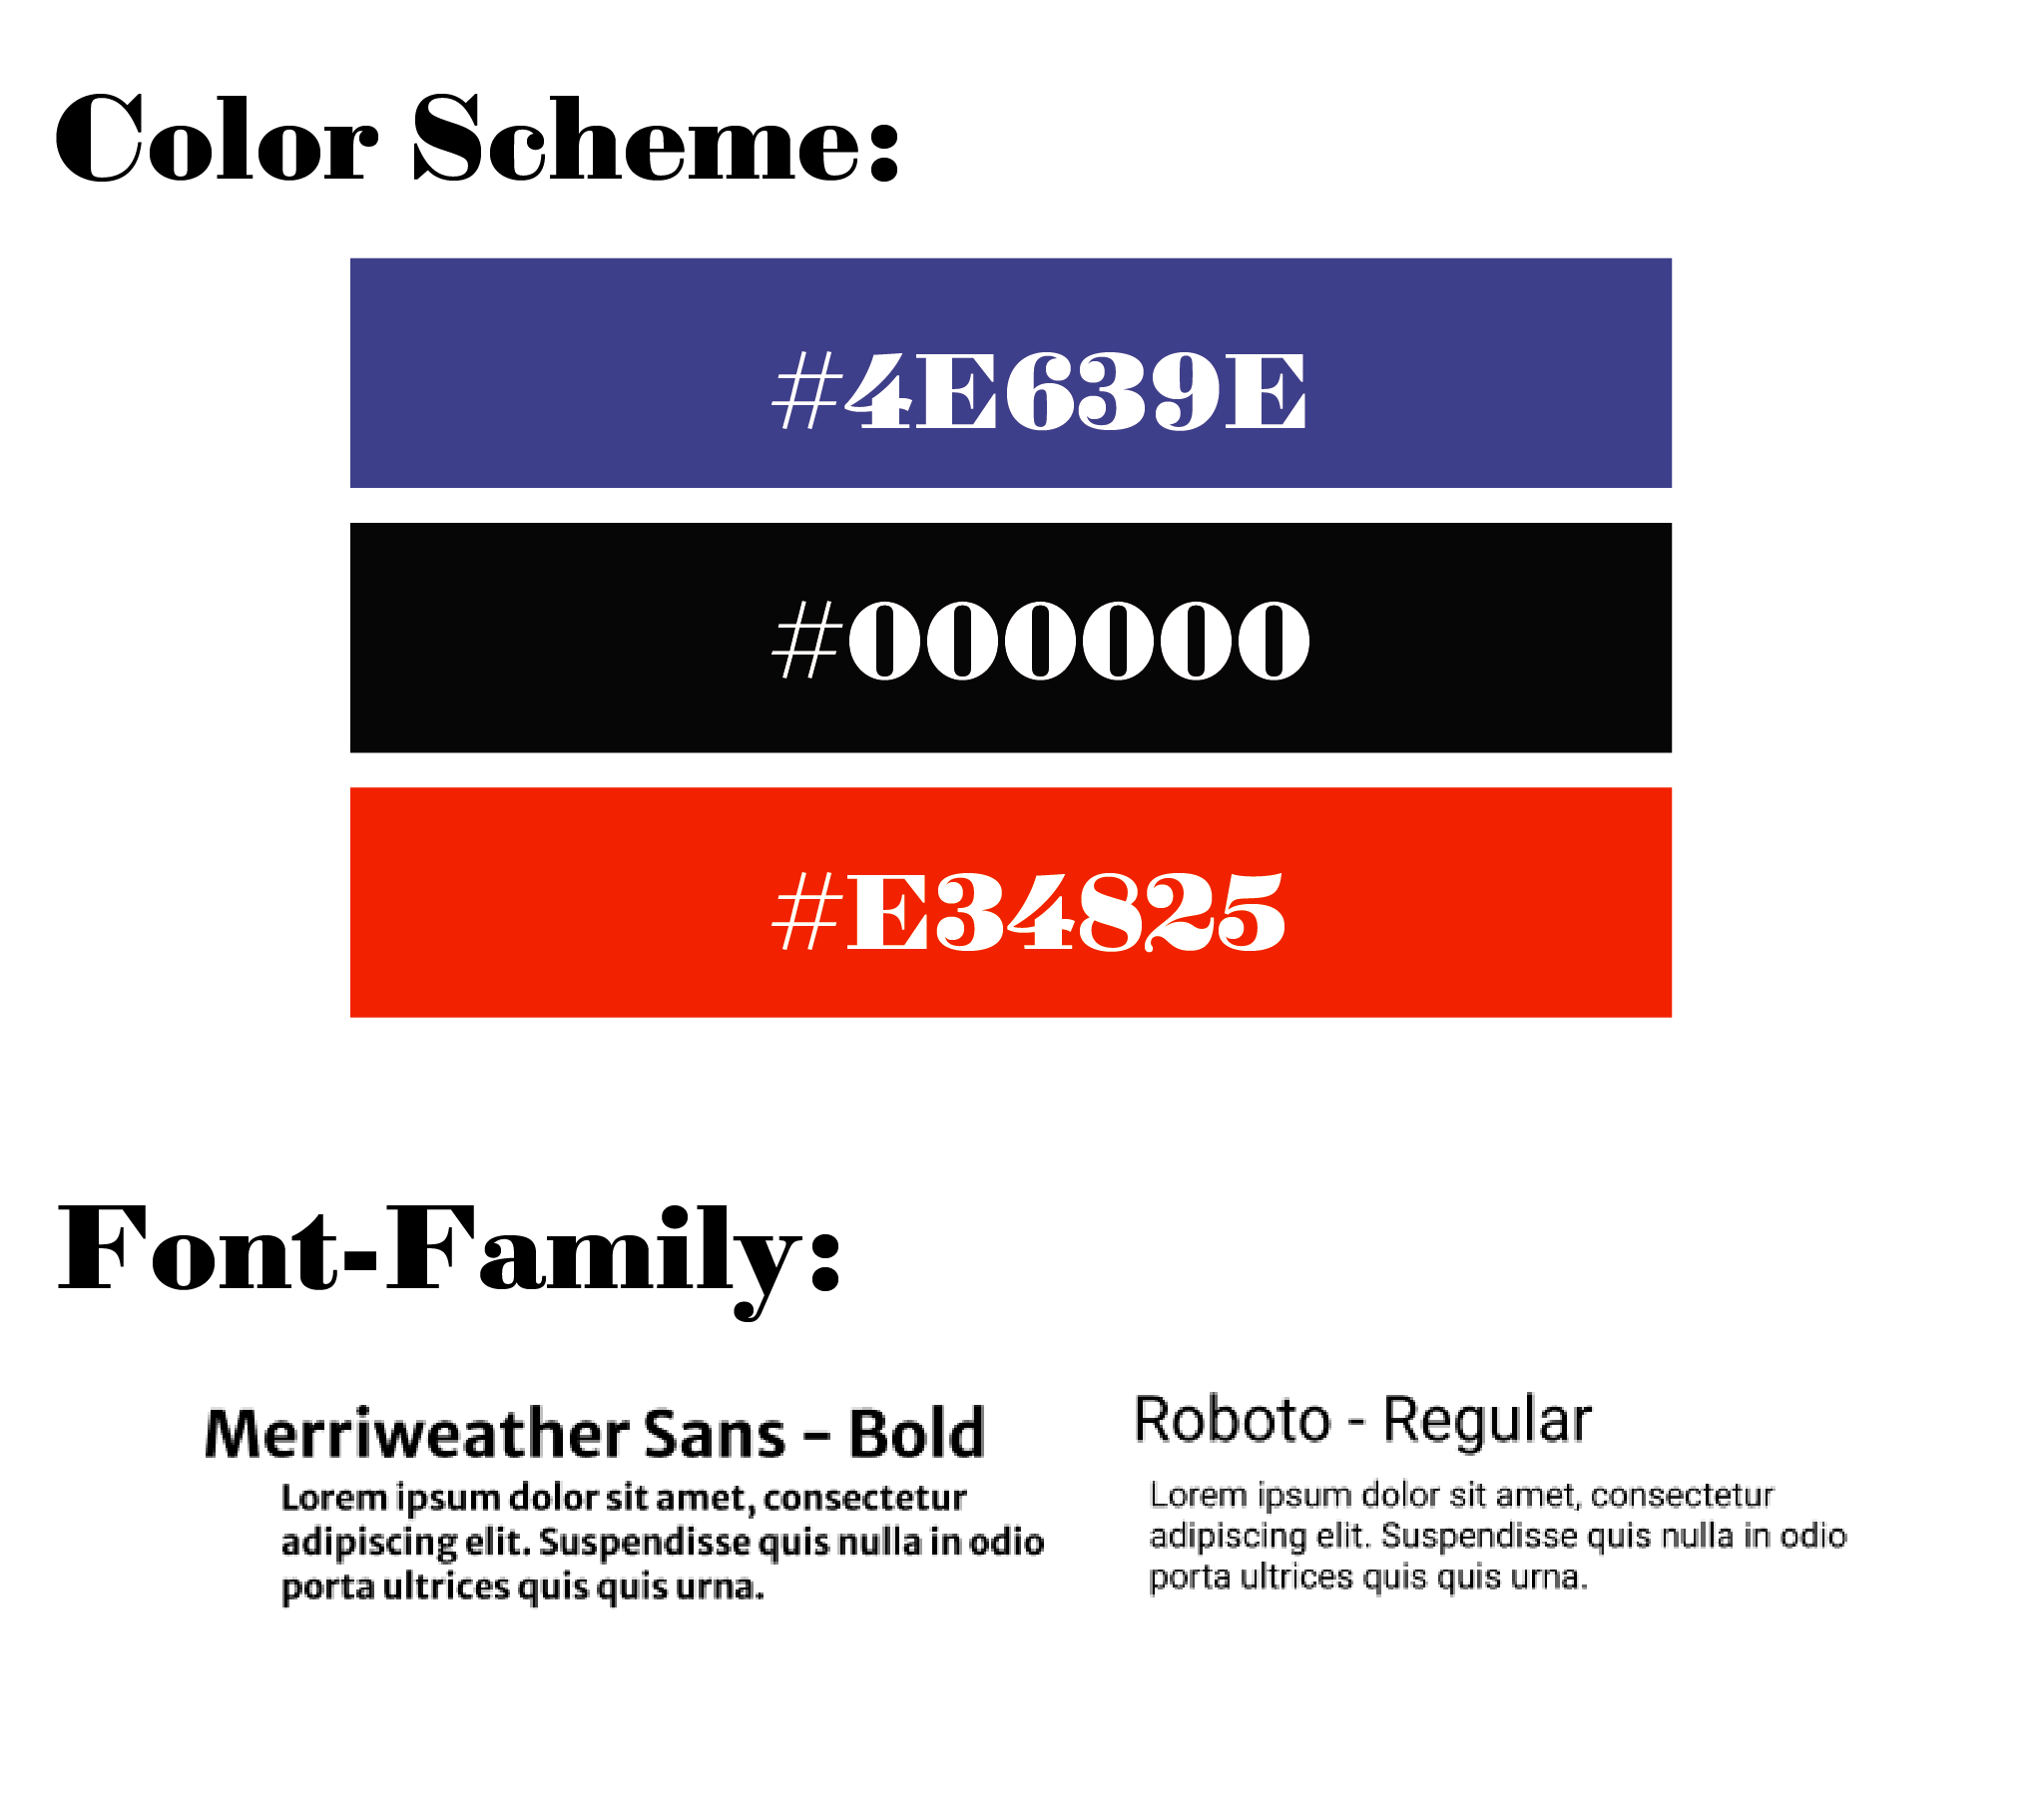 Color Scheme:
#4E639E
#000000
#E34825
Font-Family:
Merriweather Sans – Bold
Lorem ipsum dolor sit amet, consectetur
adipiscing elit. Suspendisse quis nulla in odio
porta ultrices quis quis urna.
Roboto - Regular
Lorem ipsum dolor sit amet, consectetur
adipiscing elit. Suspendisse quis nulla in odio
porta ultrices quis quis urna.